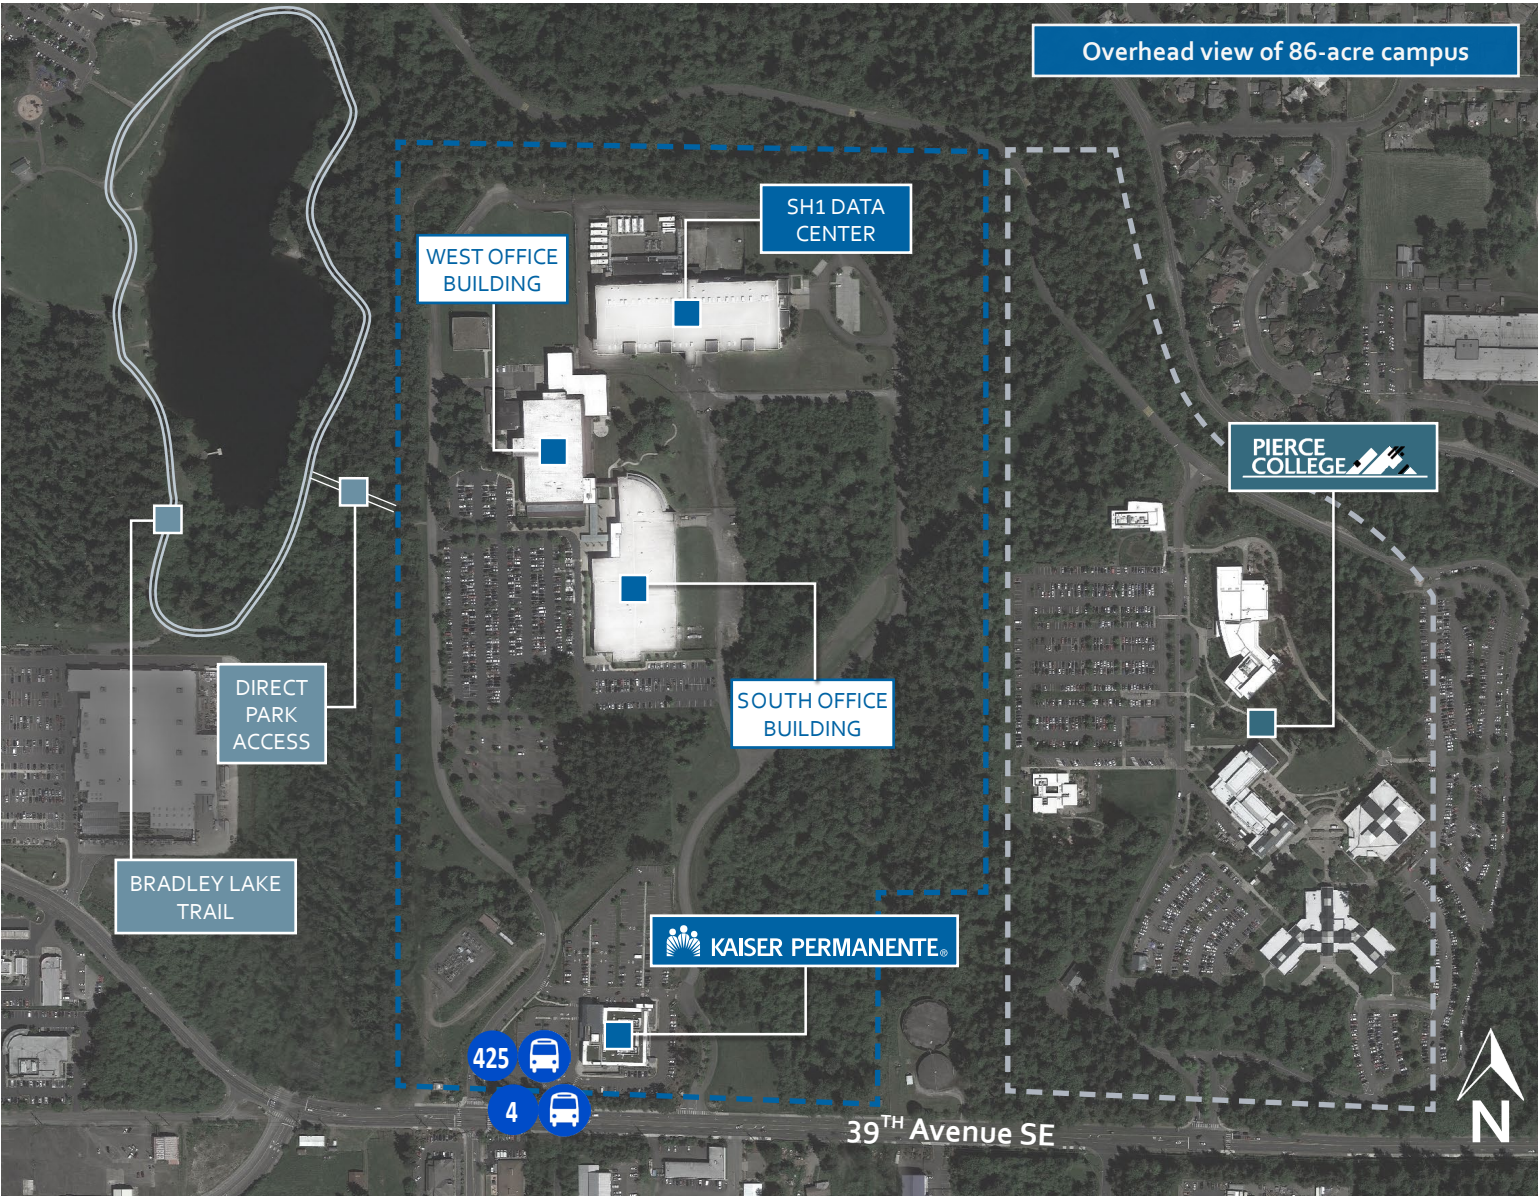 Overhead view of 86-acre campus
SH1 DATA
CENTER
WEST OFFICE
BUILDING
PIERCE
COLLEGE
SOUTH OFFICE
BUILDING
DIRECT
PARK
ACCESS
BRADLEY LAKE
TRAIL
KAISER PERMANENTE®
425
4
39TH Avenue SE
N